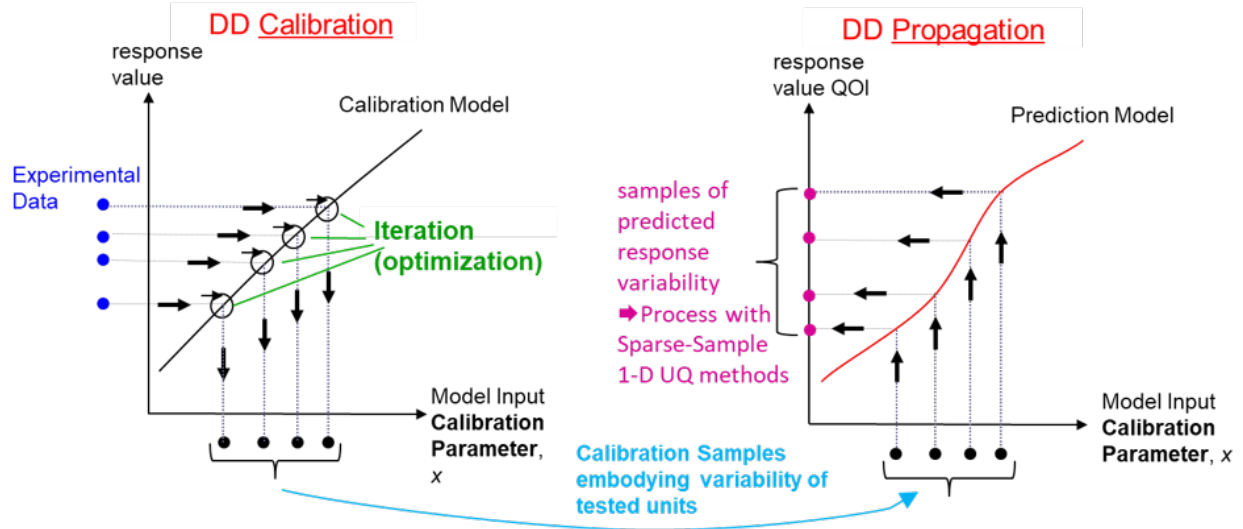 DD Calibration
response
value
Calibration Model
Experimental
Data
Iteration
(optimization)
Model Input
Calibration
Parameter,
x
DD Propagation
response
value QOI
Prediction Model
samples of
predicted
response
variability
➡Process with
Sparse-Sample
1-D UQ methods
Model Input
Calibration
Parameter, x
Calibration Samples
embodying variability of
tested units